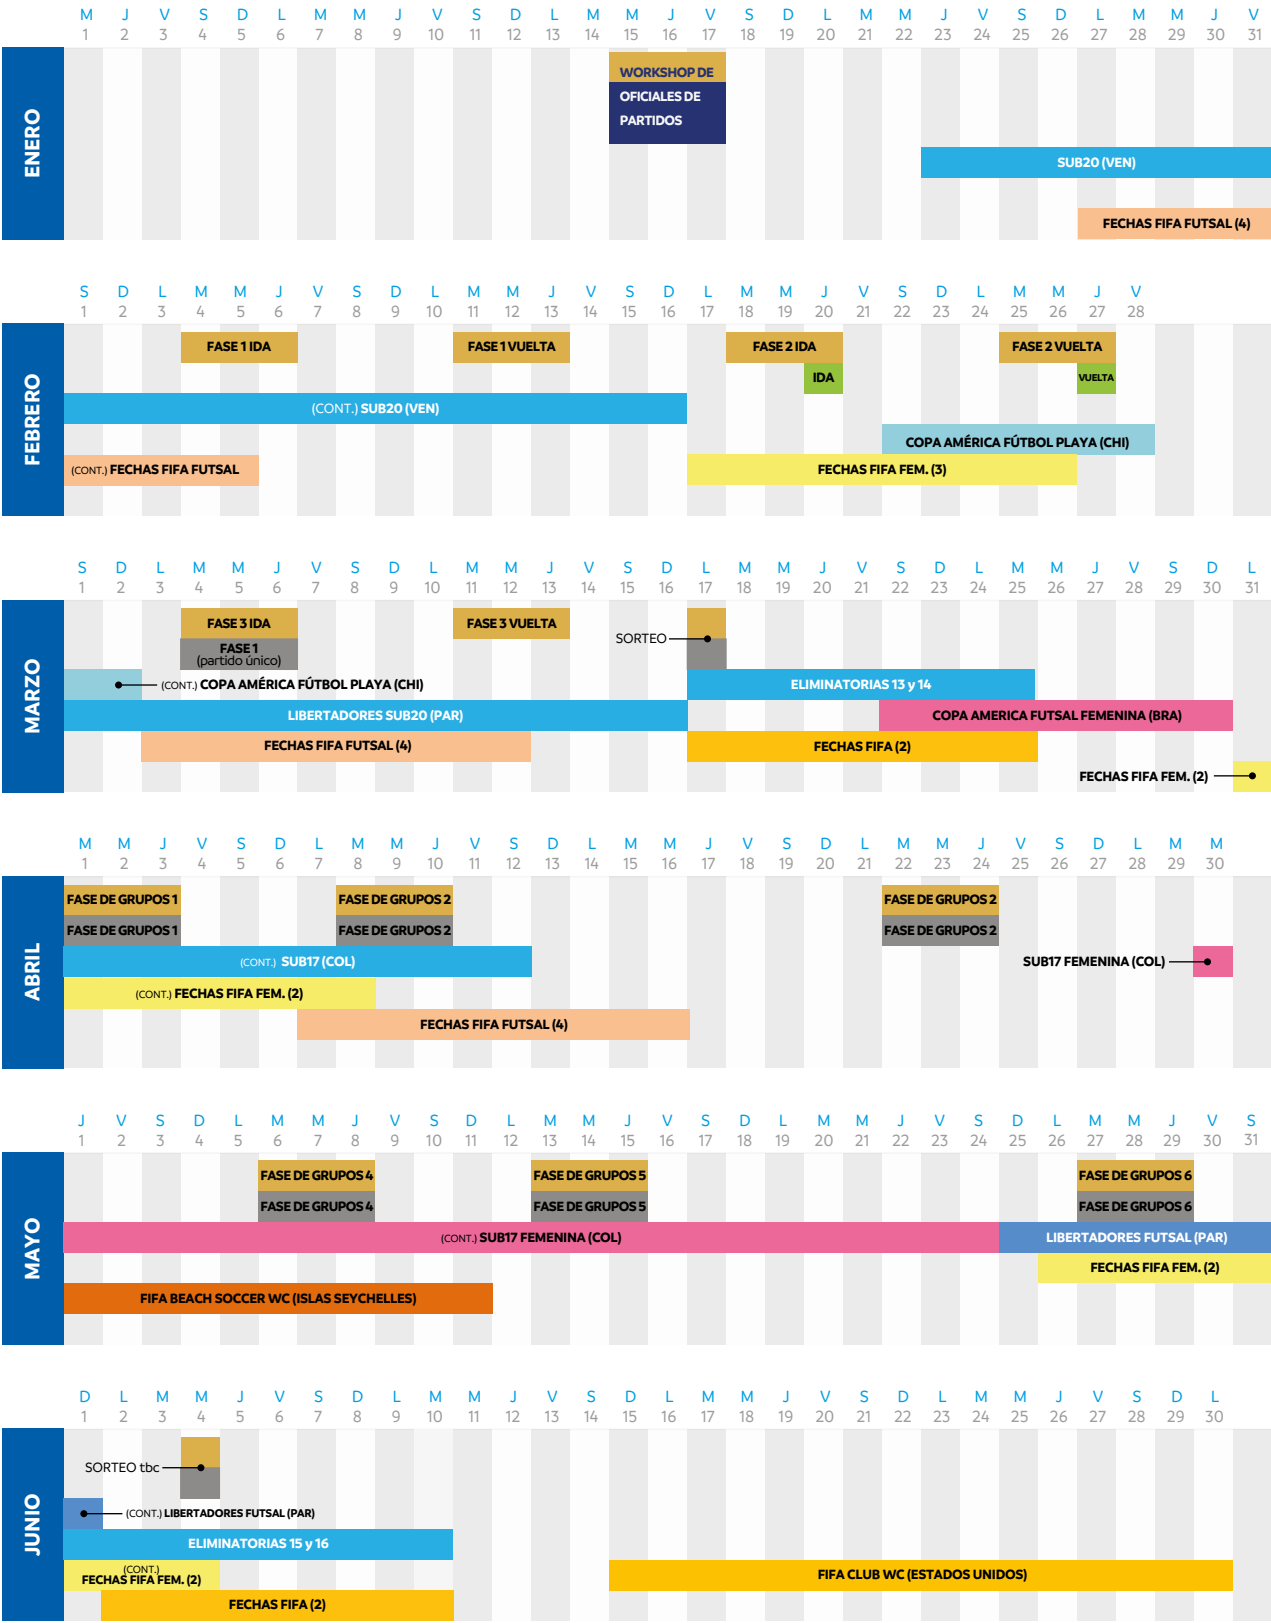 M J V S D L M M J V S D L M M J V S D L M M J V S D L M M J V
1 2 3 4 5 6 7 8 9 10 11 12 13 14 15 16 17 18 19 20 21 22 23 24 25 26 27 28 29 30 31
ENERO
WORKSHOP DE
OFICIALES DE
PARTIDOS
SUB20 (VEN)
FECHAS FIFA FUTSAL (4)
S D L M M J V S D L M M J V S D L M M J V S D L M M J V
1 2 3 4 5 6 7 8 9 10 11 12 13 14 15 16 17 18 19 20 21 22 23 24 25 26 27 28
FEBRERO
FASE 1 IDA FASE 1 VUELTA FASE 2 IDA FASE 2 VUELTA
IDA VUELTA
(CONT.) SUB20 (VEN)
COPA AMÉRICA FÚTBOL PLAYA (CHI)
(CONT.) FECHAS FIFA FUTSAL FECHAS FIFA FEM. (3)
S D L M M J V S D L M M J V S D L M M J V S D L M M J V S D L
1 2 3 4 5 6 7 8 9 10 11 12 13 14 15 16 17 18 19 20 21 22 23 24 25 26 27 28 29 30 31
MARZO
FASE 3 IDA FASE 3 VUELTA
SORTEO
FASE 1
(partido único)
(CONT.) COPA AMÉRICA FÚTBOL PLAYA (CHI) ELIMINATORIAS 13 y 14
LIBERTADORES SUB20 (PAR) COPA AMERICA FUTSAL FEMENINA (BRA)
FECHAS FIFA FUTSAL (4) FECHAS FIFA (2)
FECHAS FIFA FEM. (2)
M M J V S D L M M J V S D L M M J V S D L M M J V S D L M M
1 2 3 4 5 6 7 8 9 10 11 12 13 14 15 16 17 18 19 20 21 22 23 24 25 26 27 28 29 30
ABRIL
FASE DE GRUPOS 1 FASE DE GRUPOS 2 FASE DE GRUPOS 2
FASE DE GRUPOS 1 FASE DE GRUPOS 2 FASE DE GRUPOS 2
(CONT.) SUB17 (COL) SUB17 FEMENINA (COL)
(CONT.) FECHAS FIFA FEM. (2)
FECHAS FIFA FUTSAL (4)
J V S D L M M J V S D L M M J V S D L M M J V S D L M M J V S
1 2 3 4 5 6 7 8 9 10 11 12 13 14 15 16 17 18 19 20 21 22 23 24 25 26 27 28 29 30 31
MAYO
FASE DE GRUPOS 4 FASE DE GRUPOS 5 FASE DE GRUPOS 6
FASE DE GRUPOS 4 FASE DE GRUPOS 5 FASE DE GRUPOS 6
(CONT.) SUB17 FEMENINA (COL) LIBERTADORES FUTSAL (PAR)
FECHAS FIFA FEM. (2)
FIFA BEACH SOCCER WC (ISLAS SEYCHELLES)
D L M M J V S D L M M J V S D L M M J V S D L M M J V S D L
1 2 3 4 5 6 7 8 9 10 11 12 13 14 15 16 17 18 19 20 21 22 23 24 25 26 27 28 29 30
JUNIO
SORTEO tbc
(CONT.) LIBERTADORES FUTSAL (PAR)
ELIMINATORIAS 15 y 16
(CONT.)
FECHAS FIFA FEM. (2) FIFA CLUB WC (ESTADOS UNIDOS)
FECHAS FIFA (2)